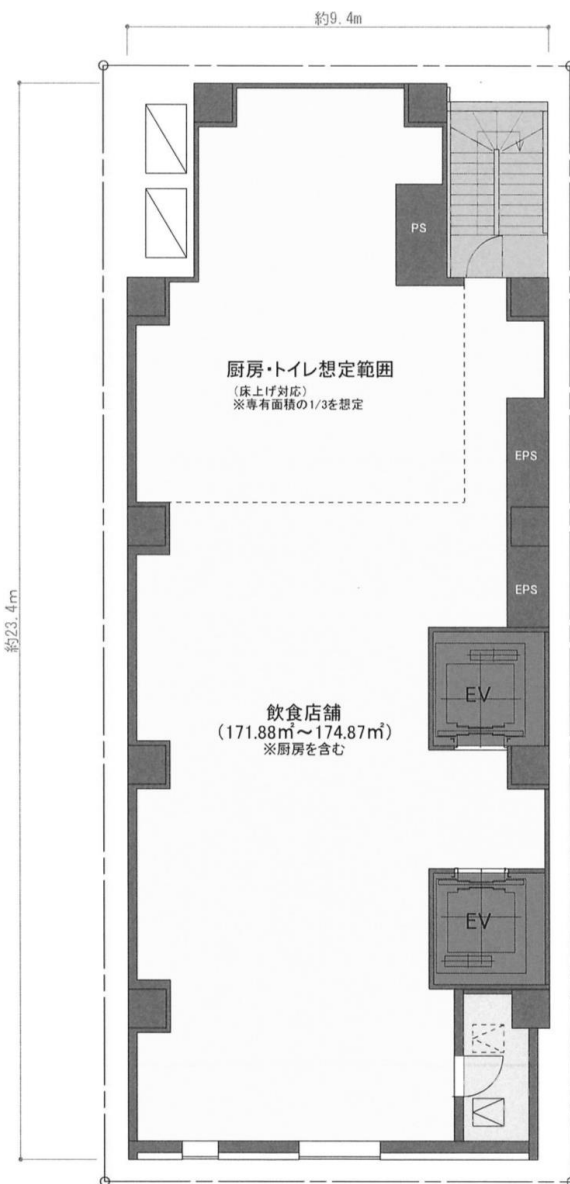 約9.4m
約23.4m
PS
厨房･トイレ想定範囲
(床上げ対応)
※専有面積の1/3を想定
EPS
EPS
EV
飲食店舗
(171.88㎡～174.87㎡)
※厨房を含む
EV